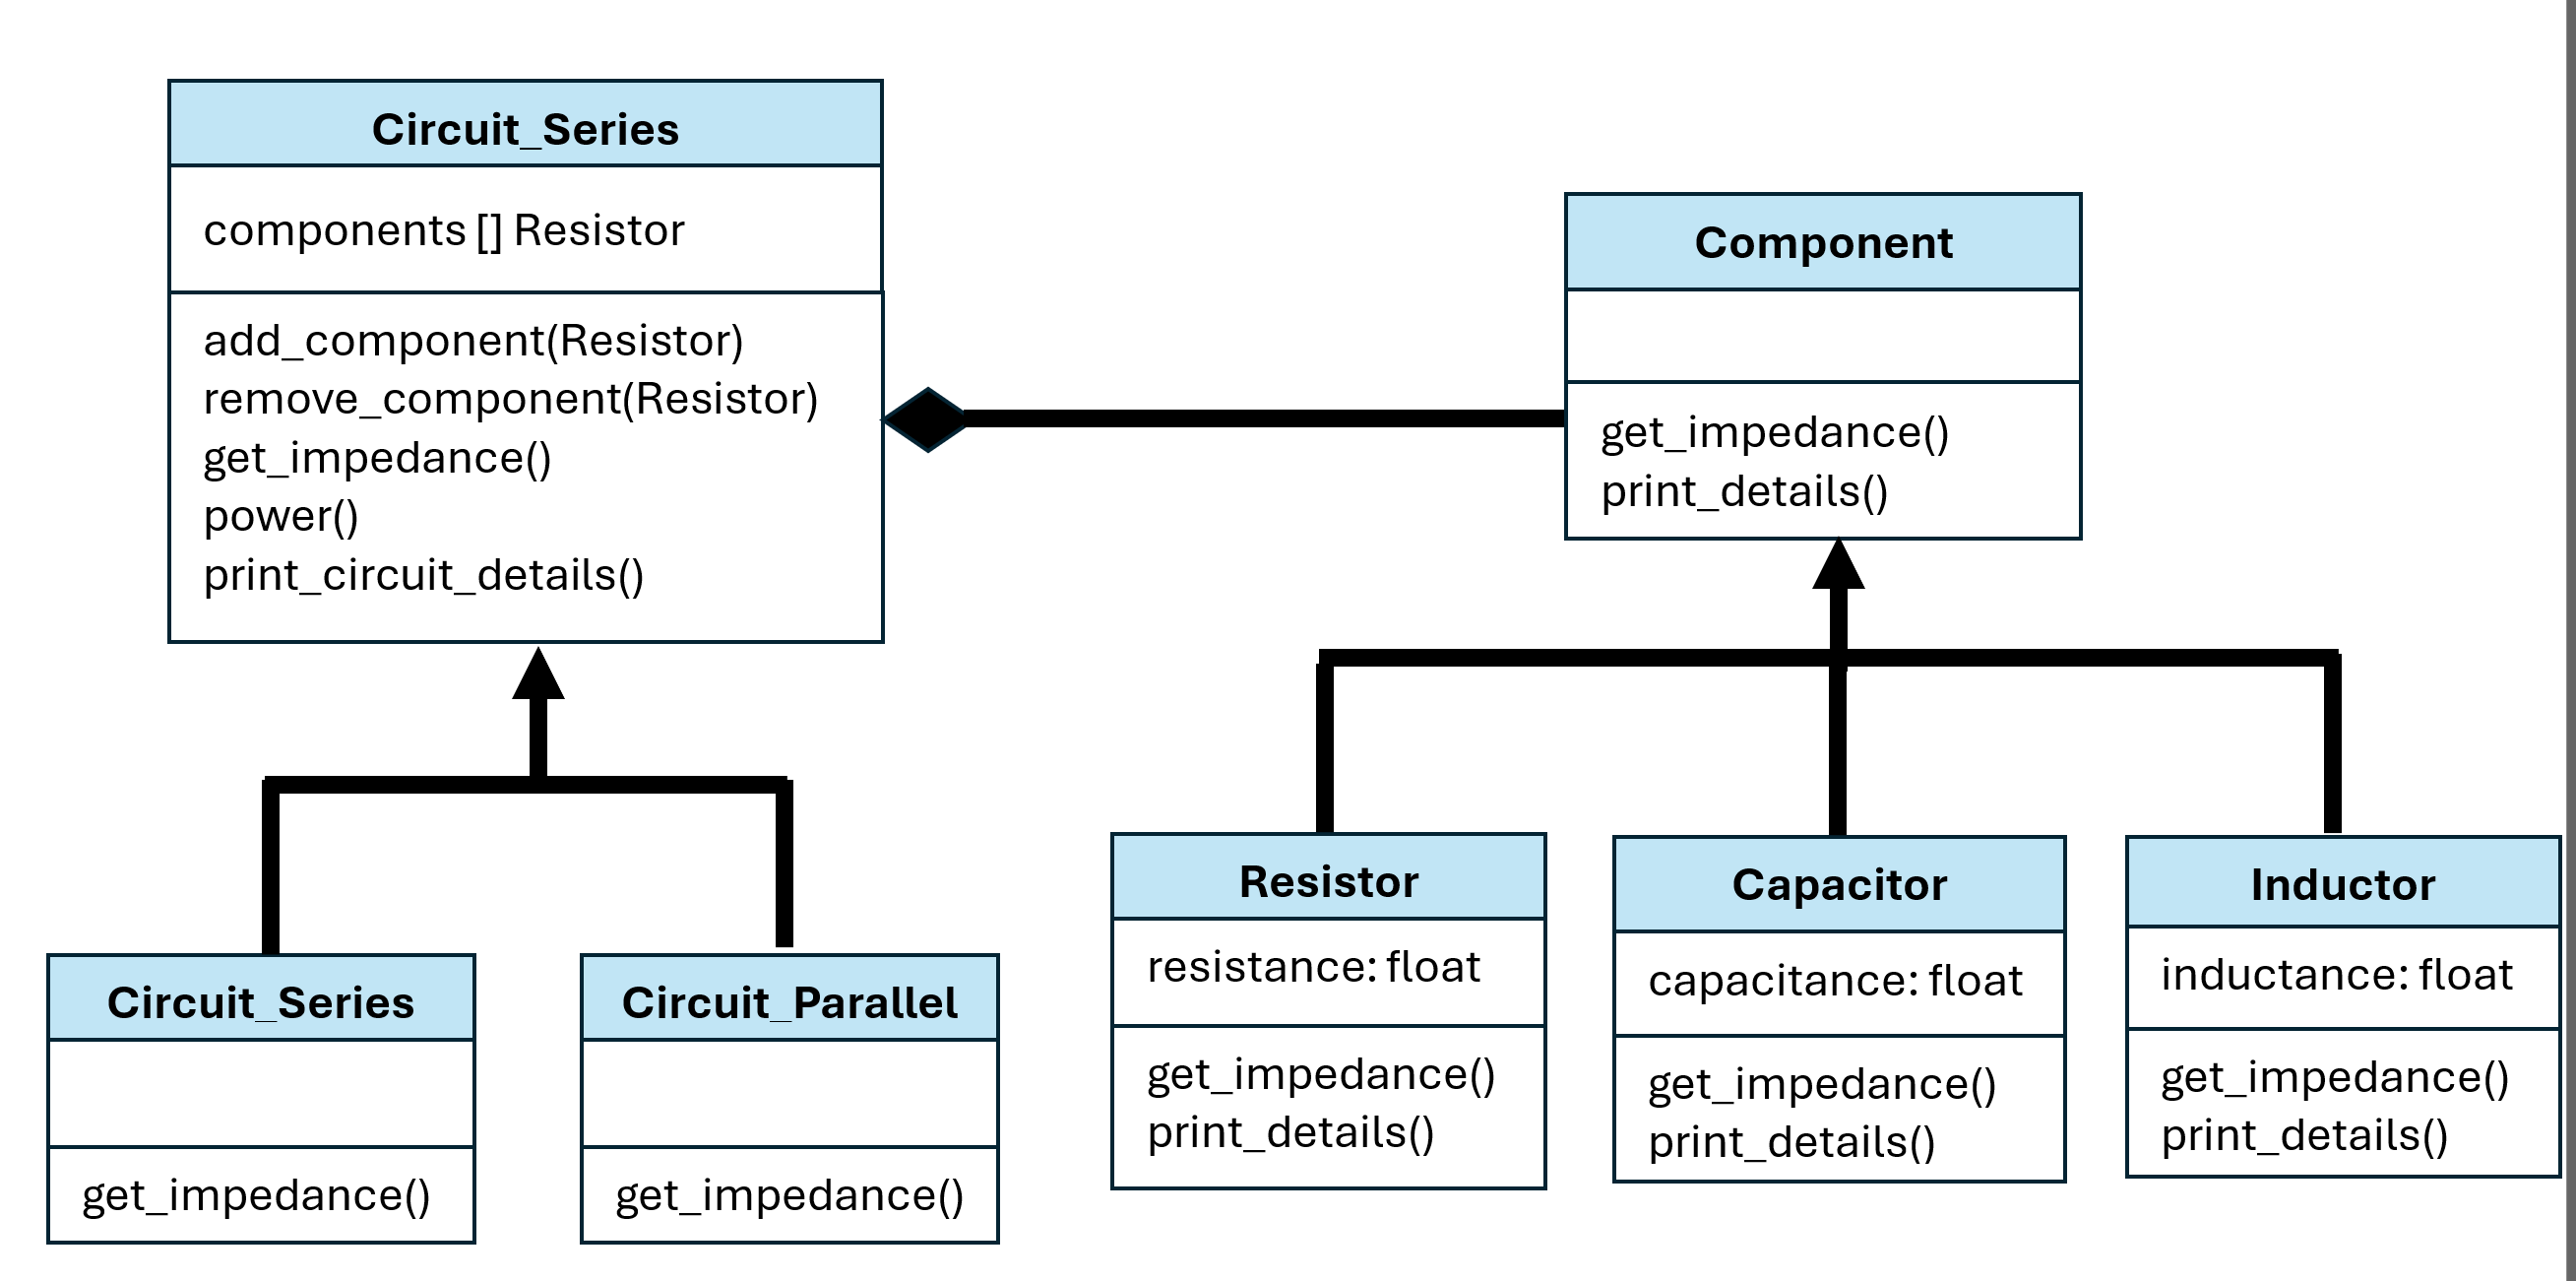 Circuit_Series
components [] Resistor
add_component(Resistor)
remove_component(Resistor)
get_impedance()
power()
print_circuit_details()
Component
get_impedance()
print_details()
Circuit_Series
get_impedance()
Circuit_Parallel
get_impedance()
Resistor
resistance: float
get_impedance()
print_details()
Capacitor
capacitance: float
get_impedance()
print_details()
Inductor
inductance: float
get_impedance()
print_details()